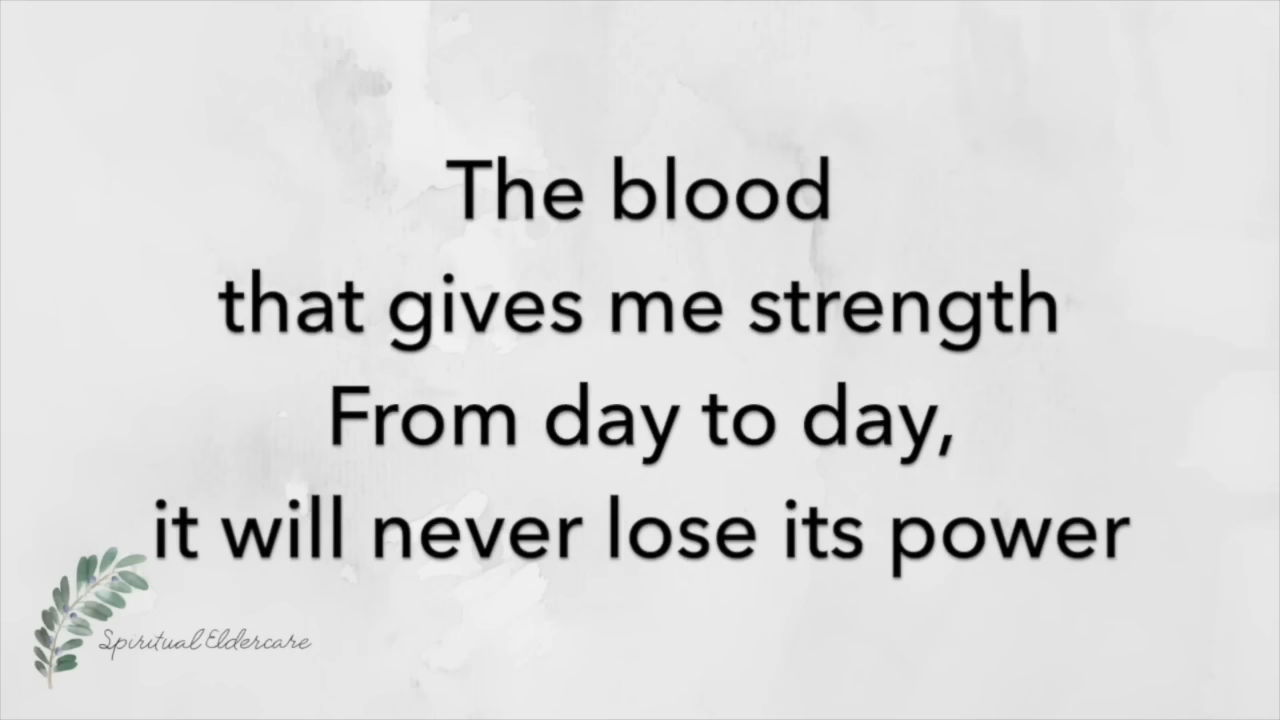 The blood
that gives me strength
From day to day,
it will never lose its power
Spiritual Eldercare